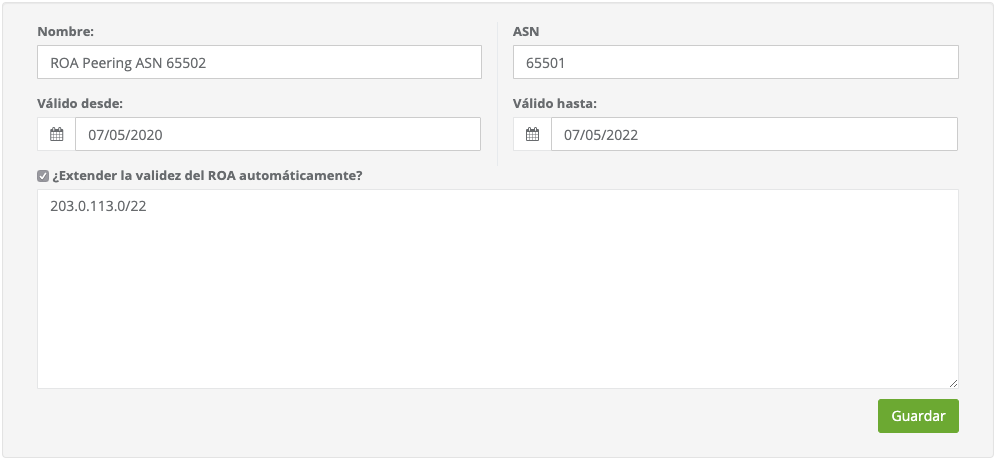 Nombre:
ASN
ROA Peering ASN 65502
65501
Válido desde:
Válido hasta:
07/05/2020
07/05/2022
¿Extender la validez del ROA automáticamente?
203.0.113.0/22
Guardar